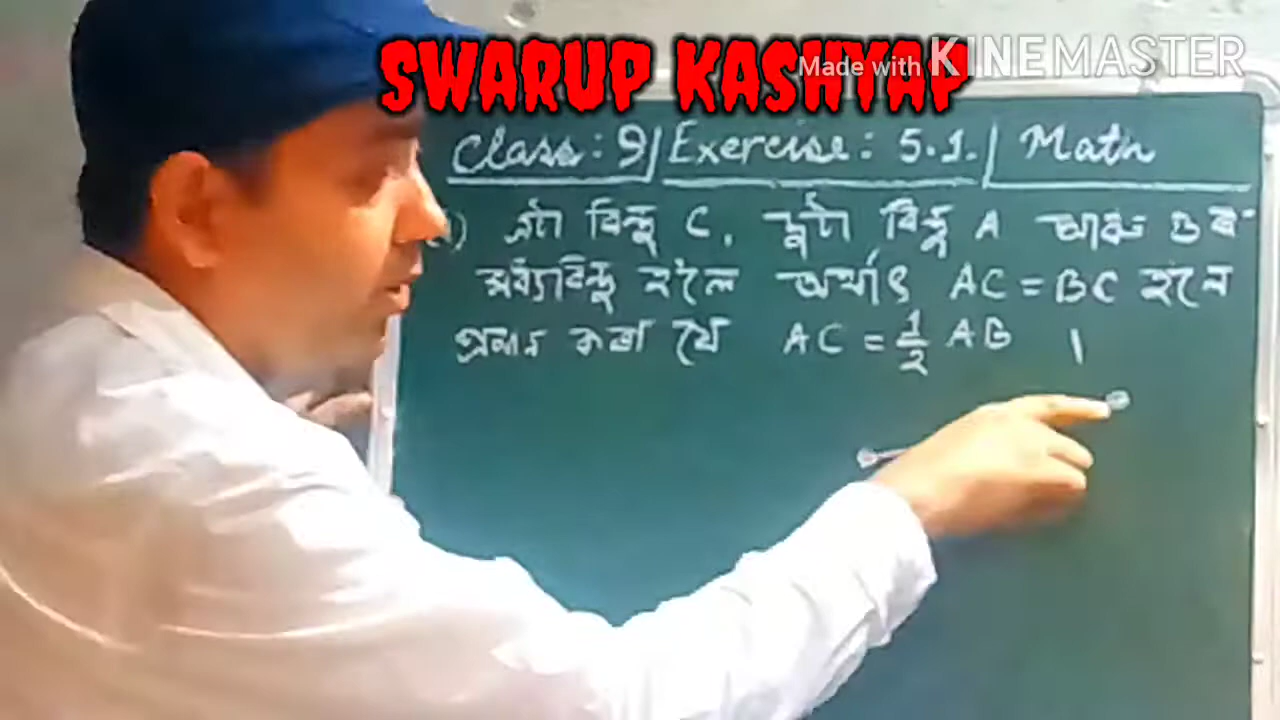 SWARUP KASHYAP
Made with KINEMASTER
Class: 9/ Exercise: 5.1. / Math
) এটা বিন্দু C, দুটা বিন্দু A আৰু B ৰ
মধ্যবিন্দু হ'লে অৰ্থাৎ AC = BC হ'লে
প্ৰমাণ কৰা যে AC = 1/2 AB ।